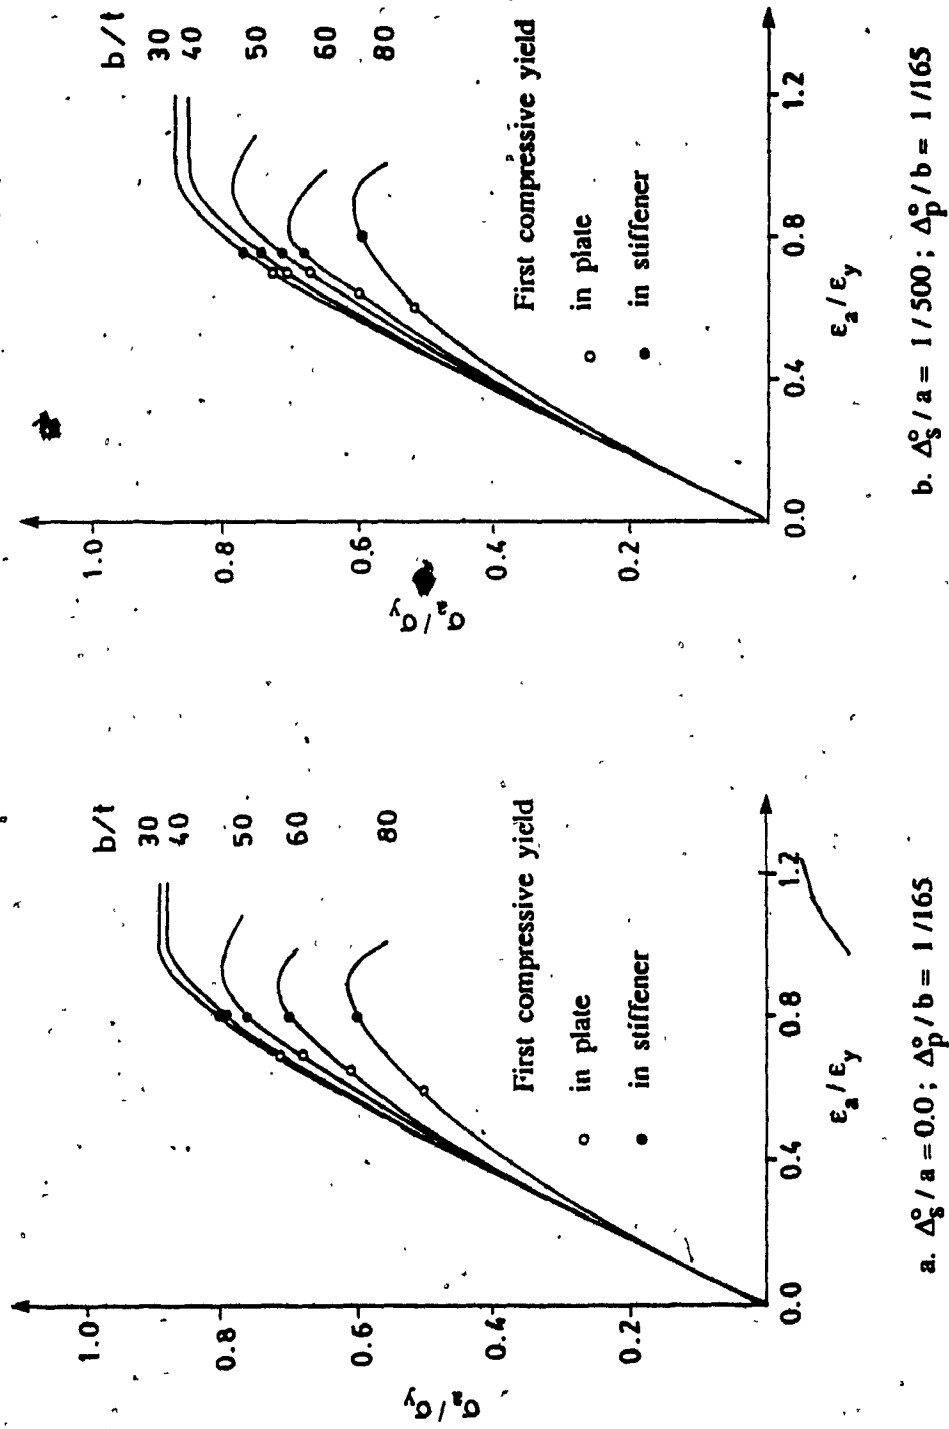 b/t
30
40
50
60
80
First compressive yield
o in plate
• in stiffener
1.0
0.8
0.6
0.4
0.2
σa/σy
0.0
0.4
0.8
1.2
εa/εy
a. Δ°s/a = 0.0; Δ°p/b = 1/165
b/t
30
40
50
60
80
First compressive yield
o in plate
• in stiffener
1.0
0.8
0.6
0.4
0.2
σa/σy
0.0
0.4
0.8
1.2
εa/εy
b. Δ°s/a = 1/500; Δ°p/b = 1/165